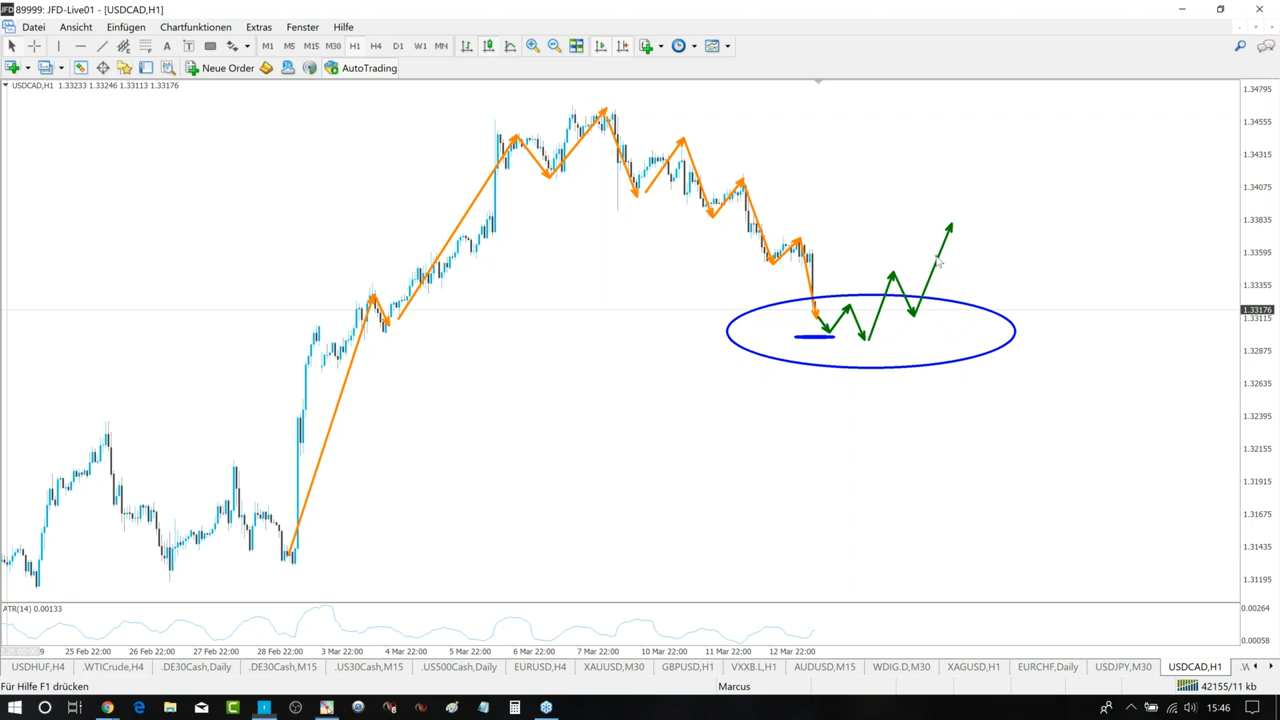 JFD 89999: JFD-Live01 - [USDCAD,H1]
Datei Ansicht Einfügen Chartfunktionen Extras Fenster Hilfe
A T M1 M5 M15 M30 H1 H4 D1 W1 MN
New Order AutoTrading
USDCAD,H1 1.33233 1.33246 1.33113 1.33176
1.34795
1.34555
1.34315
1.34075
1.33835
1.33595
1.33355
1.33176
1.33115
1.32875
1.32635
1.32395
1.32155
1.31915
1.31675
1.31435
1.31195
ATR(14) 0.00133
0.00264
0.00058
25 Feb 22:00 26 Feb 22:00 27 Feb 22:00 28 Feb 22:00 3 Mar 22:00 4 Mar 22:00 5 Mar 22:00 6 Mar 22:00 7 Mar 22:00 10 Mar 22:00 11 Mar 22:00 12 Mar 22:00
USDHUF,H4 .WTICrude,H4 .DE30Cash,Daily .DE30Cash,M15 .US30Cash,M15 .US500Cash,Daily EURUSD,H4 XAUUSD,M30 GBPUSD,H1 VXXB.L,H1 AUDUSD,M15 WDIG.D,M30 XAGUSD,H1 EURCHF,Daily USDJPY,M30 USDCAD,H1
Für Hilfe F1 drücken Marcus 42155/11 kb
15:46